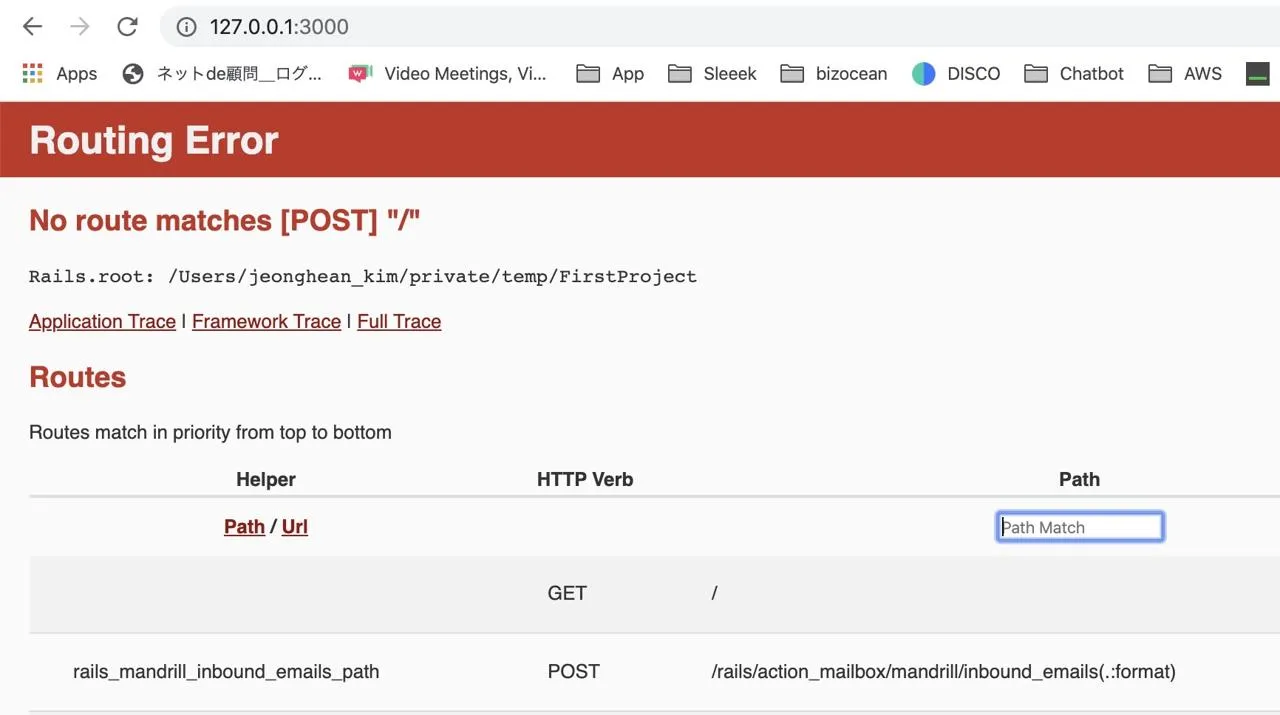 127.0.0.1:3000
Apps ネットde顧問__ログ... Video Meetings, Vi... App Sleeek bizocean DISCO Chatbot AWS
Routing Error
No route matches [POST] "/"
Rails.root: /Users/jeonghean_kim/private/temp/FirstProject
Application Trace | Framework Trace | Full Trace
Routes
Routes match in priority from top to bottom
Helper HTTP Verb Path
Path / Url Path Match
GET /
rails_mandrill_inbound_emails_path POST /rails/action_mailbox/mandrill/inbound_emails(.:format)